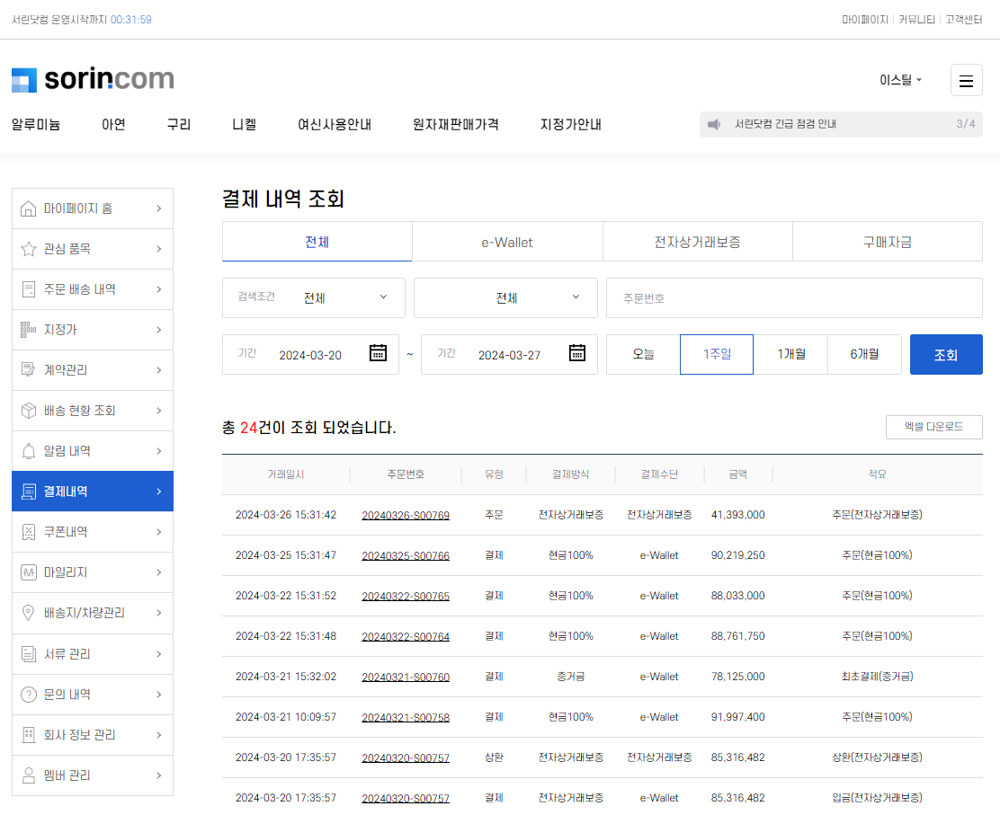 서린닷컴 운영시작까지 00:31:59
마이페이지 커뮤니티 고객센터
sorin.com
이스틸
알루미늄 아연 구리 니켈 여신사용안내 원자재판매가격 지정가안내
서린닷컴 긴급 점검 안내 3/4
마이페이지 홈
관심 품목
주문 배송 내역
지정가
계약관리
배송 현황 조회
알림 내역
결제내역
쿠폰내역
마일리지
배송지/차량관리
서류 관리
문의 내역
회사 정보 관리
멤버 관리
결제 내역 조회
전체 e-Wallet 전자상거래보증 구매자금
검색조건 전체 전체 주문번호
기간 2024-03-20 ~ 기간 2024-03-27 오늘 1주일 1개월 6개월 조회
총 24건이 조회 되었습니다.
엑셀 다운로드
거래일시 주문번호 유형 결제방식 결제수단 금액 적요
2024-03-26 15:31:42 20240326-S00769 주문 전자상거래보증 전자상거래보증 41,393,000 주문(전자상거래보증)
2024-03-25 15:31:47 20240325-S00766 결제 현금100% e-Wallet 90,219,250 주문(현금100%)
2024-03-22 15:31:52 20240322-S00765 결제 현금100% e-Wallet 88,033,000 주문(현금100%)
2024-03-22 15:31:48 20240322-S00764 결제 현금100% e-Wallet 88,761,750 주문(현금100%)
2024-03-21 15:32:02 20240321-S00760 결제 증거금 e-Wallet 78,125,000 최초결제(증거금)
2024-03-21 10:09:57 20240321-S00758 결제 현금100% e-Wallet 91,997,400 주문(현금100%)
2024-03-20 17:35:57 20240320-S00757 상환 전자상거래보증 전자상거래보증 85,316,482 상환(전자상거래보증)
2024-03-20 17:35:57 20240320-S00757 결제 전자상거래보증 e-Wallet 85,316,482 입금(전자상거래보증)